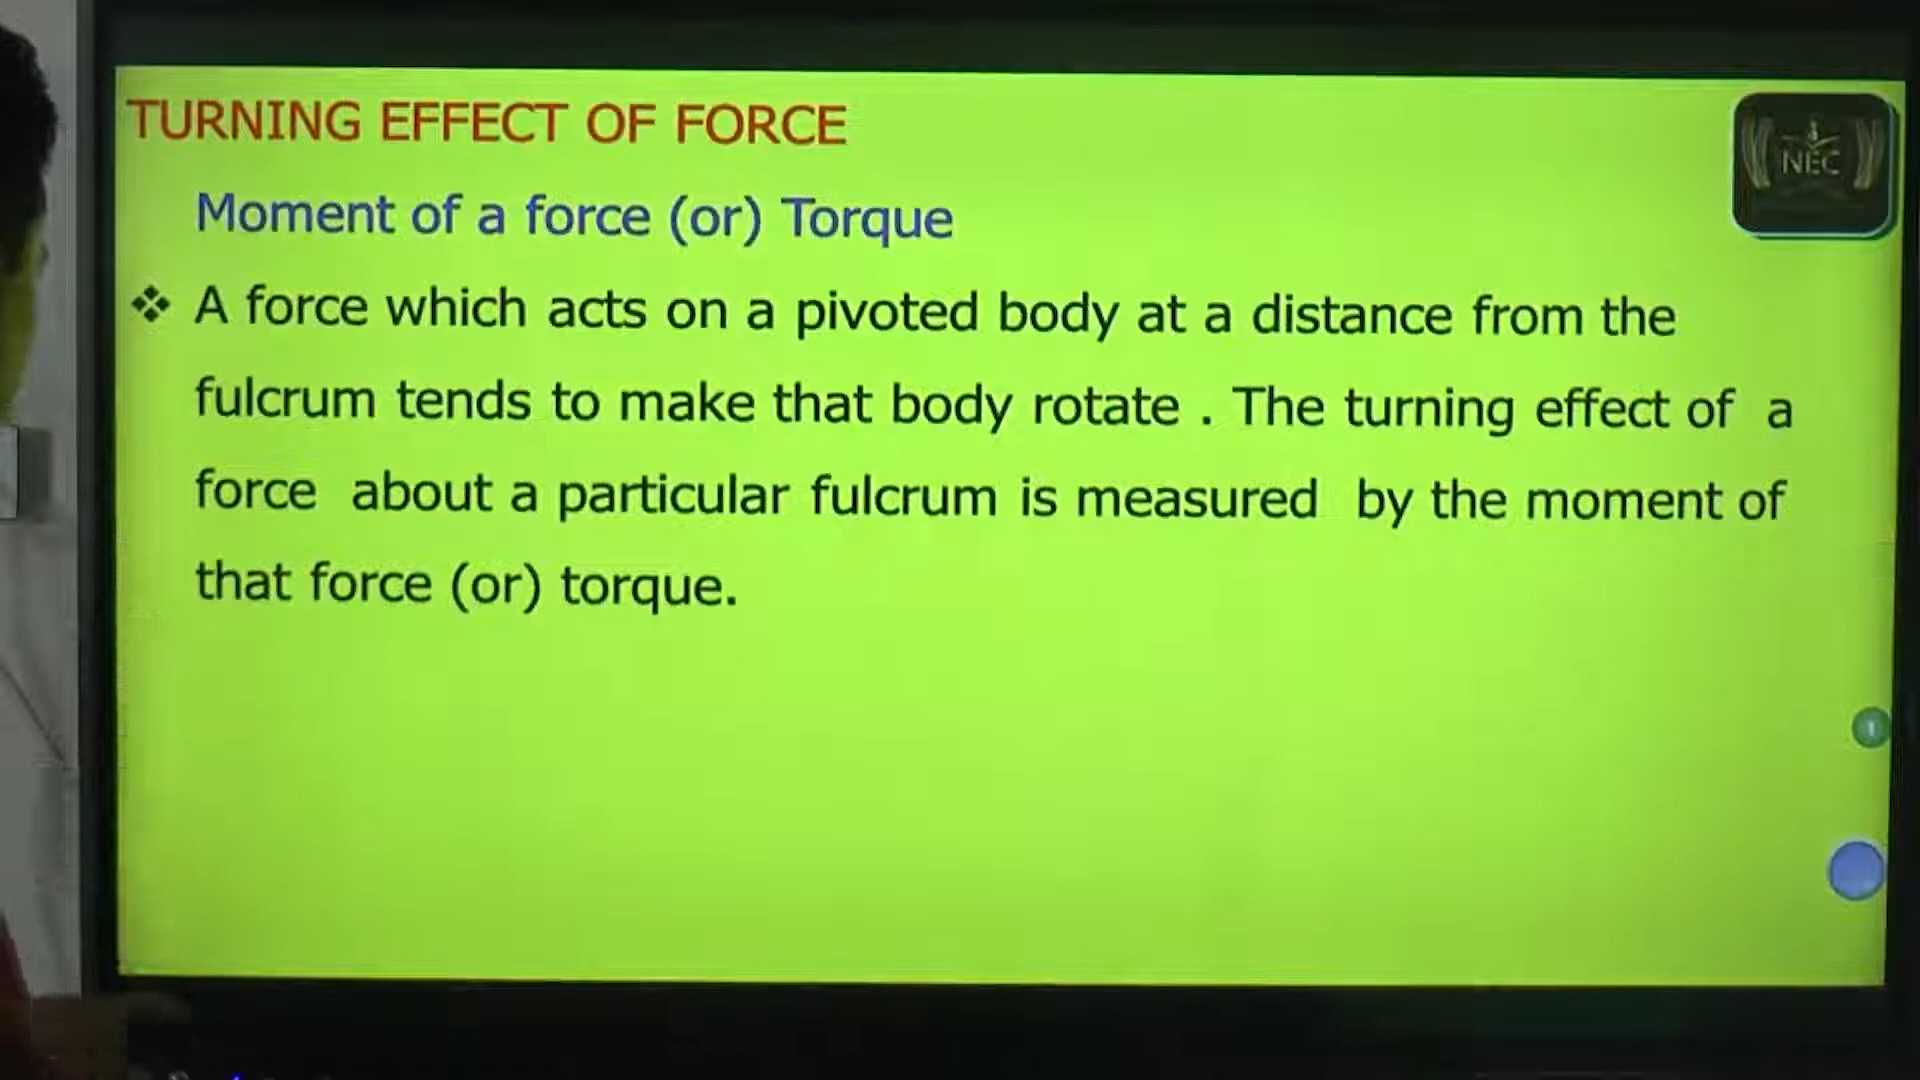 TURNING EFFECT OF FORCE
NEC
Moment of a force (or) Torque
❖ A force which acts on a pivoted body at a distance from the
fulcrum tends to make that body rotate . The turning effect of a
force about a particular fulcrum is measured by the moment of
that force (or) torque.